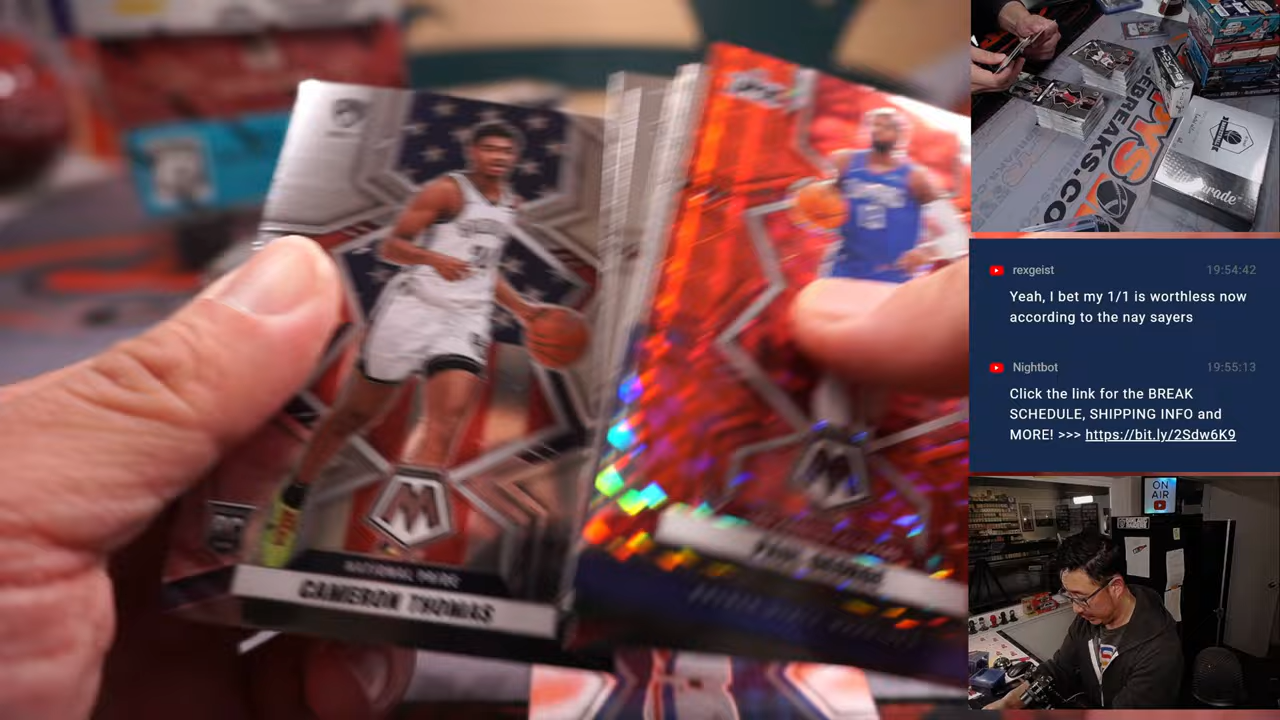 NATIONAL PRIDE
CAMERON THOMAS
PAUL GEORGE
rexgeist 19:54:42
Yeah, I bet my 1/1 is worthless now
according to the nay sayers
Nightbot 19:55:13
Click the link for the BREAK
SCHEDULE, SHIPPING INFO and
MORE! >>> https://bit.ly/2Sdw6K9
ON
AIR